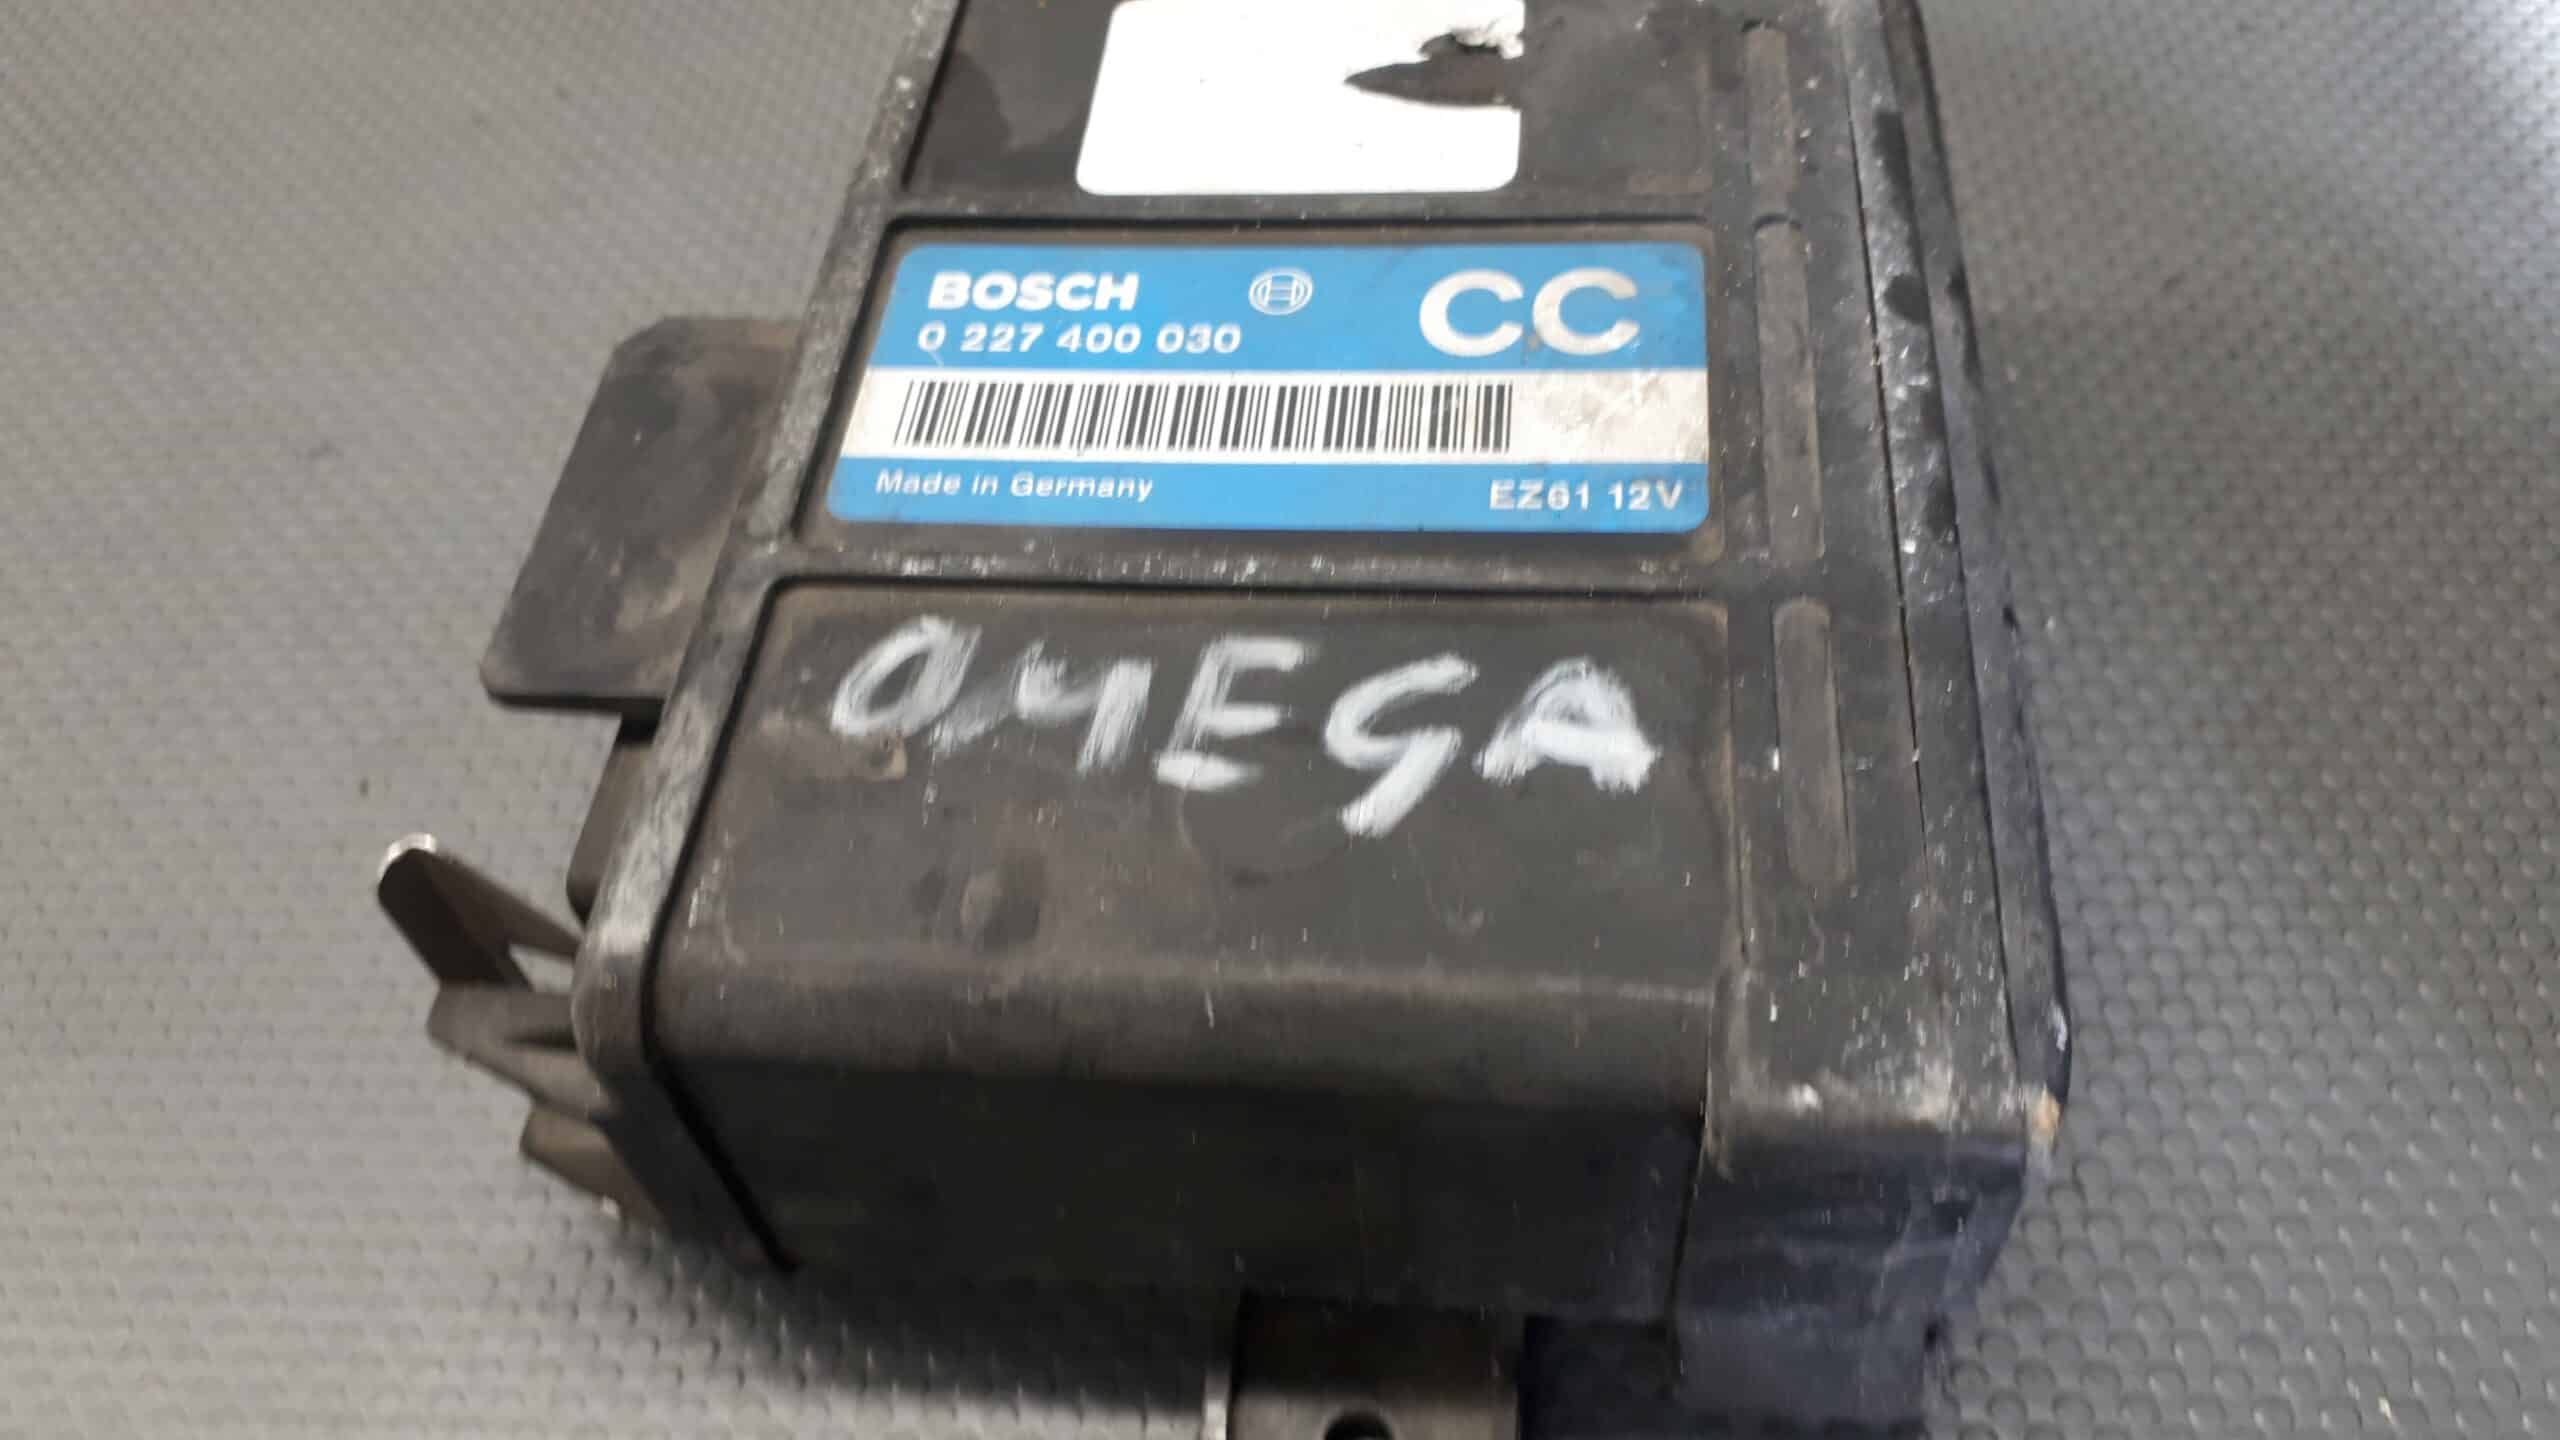 BOSCH
CC
0 227 400 030
Made in Germany
EZ61 12V
OMEGA